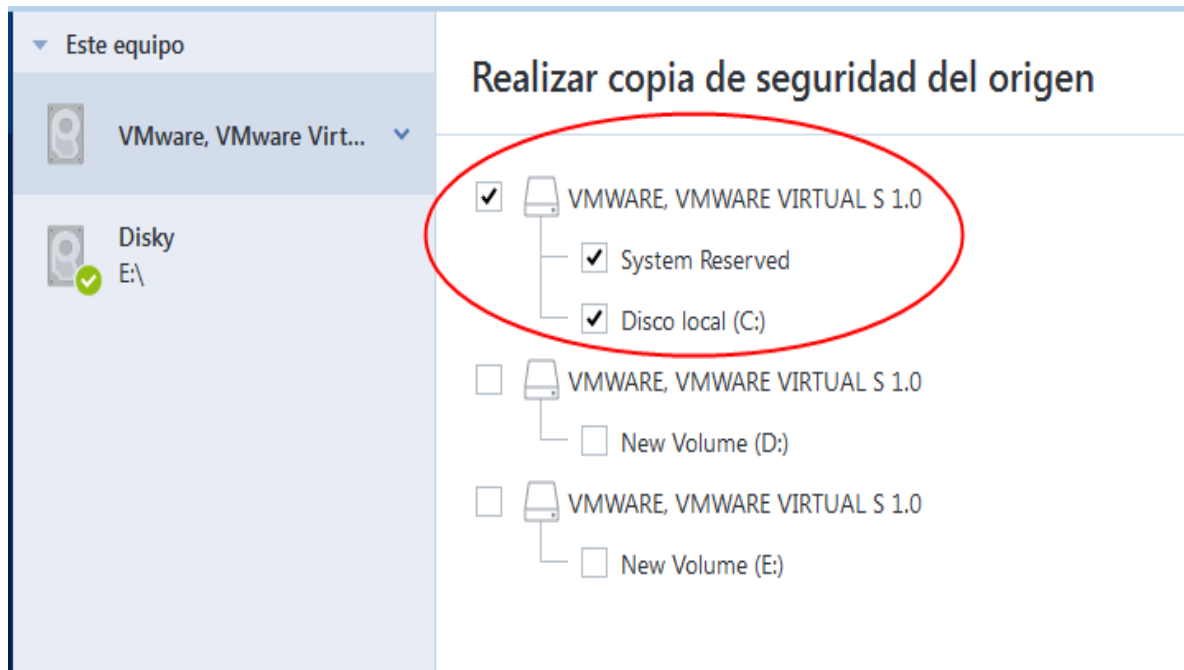 Este equipo
VMware, VMware Virt...
Disky
E:\
Realizar copia de seguridad del origen
VMWARE, VMWARE VIRTUAL S 1.0
System Reserved
Disco local (C:)
VMWARE, VMWARE VIRTUAL S 1.0
New Volume (D:)
VMWARE, VMWARE VIRTUAL S 1.0
New Volume (E:)